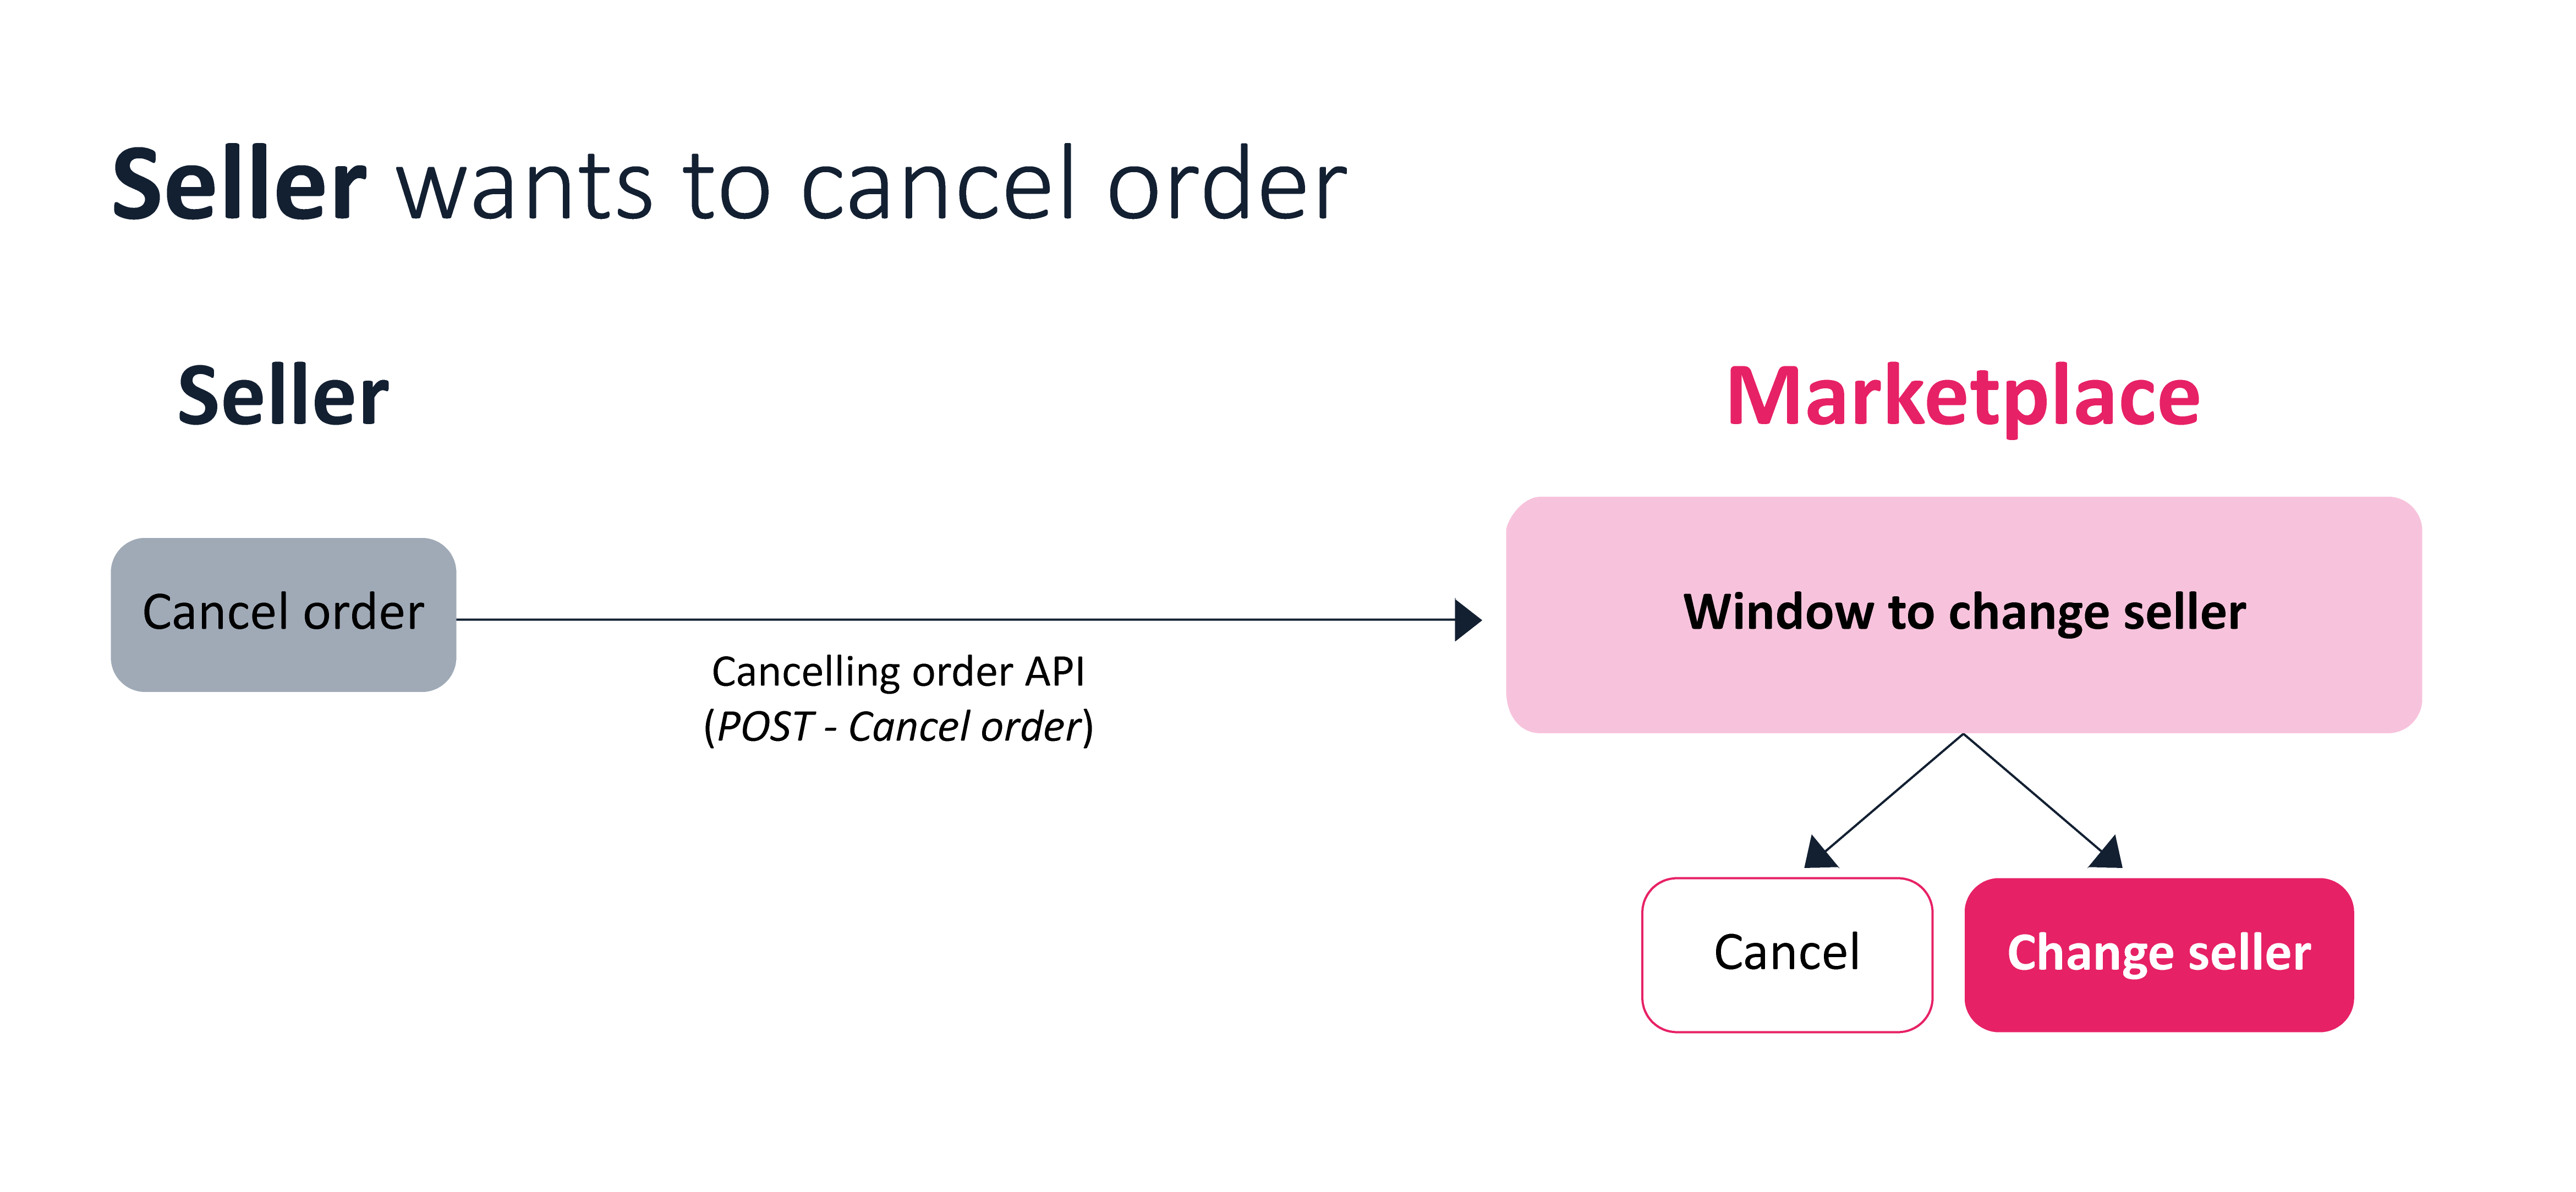 Seller wants to cancel order
Seller
Marketplace
Cancel order
Window to change seller
Cancelling order API
(POST - Cancel order)
Cancel
Change seller